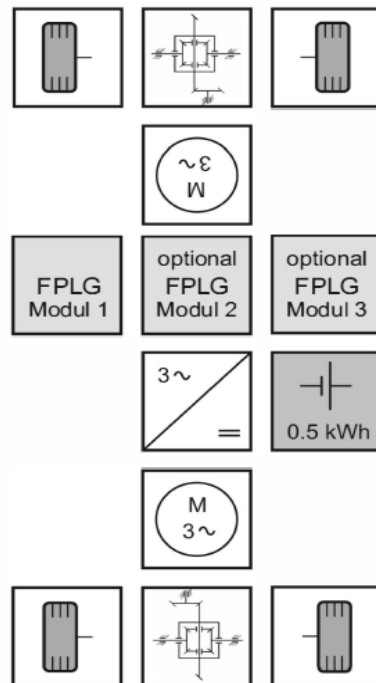 3~
M
FPLG
Modul 1
optional
FPLG
Modul 2
optional
FPLG
Modul 3
3~
=
0.5 kWh
M
3~